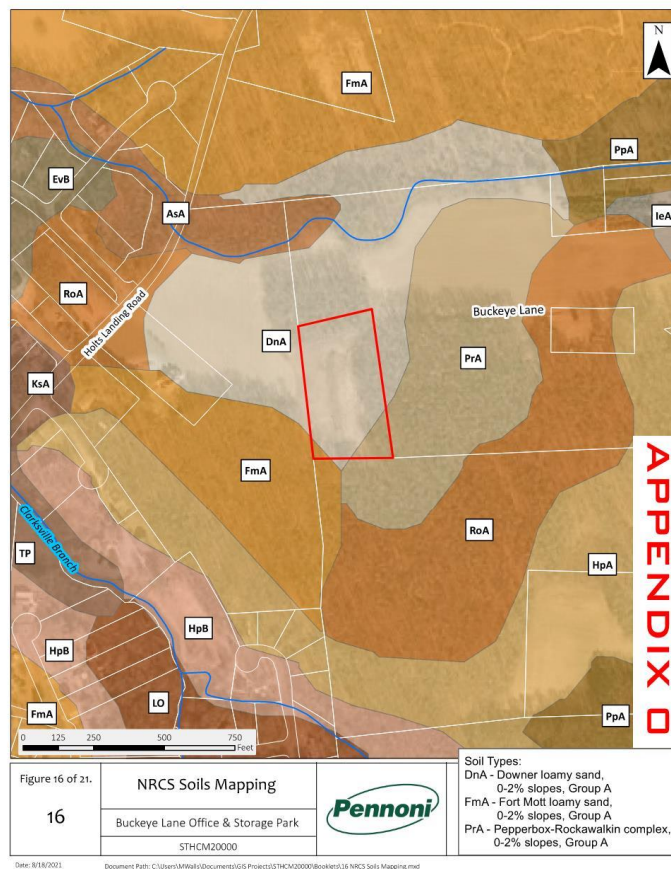 N
FmA
PpA
EvB
IeA
AsA
RoA
Holts Landing Road
Buckeye Lane
DnA
PrA
KsA
FmA
APPENDIX O
Clarksville Branch
RoA
TP
HpA
HpB
HpB
LO
FmA
PpA
0 125 250 500 750
Feet
Figure 16 of 21.
16
NRCS Soils Mapping
Buckeye Lane Office & Storage Park
STHCM20000
Pennoni
Soil Types:
DnA - Downer loamy sand,
0-2% slopes, Group A
FmA - Fort Mott loamy sand,
0-2% slopes, Group A
PrA - Pepperbox-Rockawalkin complex,
0-2% slopes, Group A
Date: 8/18/2021
Document Path: C:\Users\MWalls\Documents\GIS Projects\STHCM20000\Booklets\16 NRCS Soils Mapping.mxd